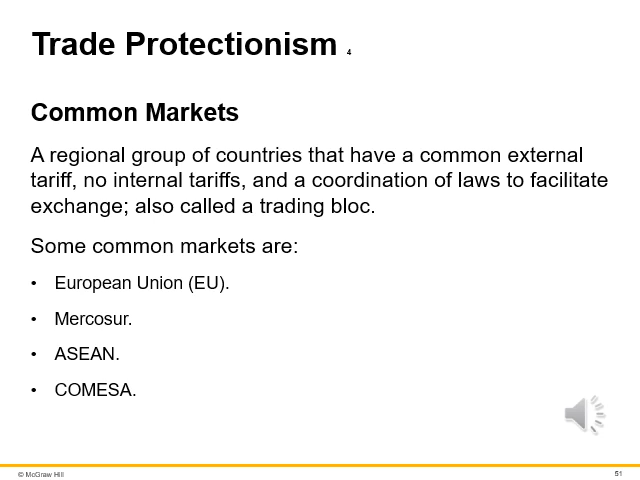 Trade Protectionism 4
Common Markets
A regional group of countries that have a common external
tariff, no internal tariffs, and a coordination of laws to facilitate
exchange; also called a trading bloc.
Some common markets are:
• European Union (EU).
• Mercosur.
• ASEAN.
• COMESA.
© McGraw Hill
51